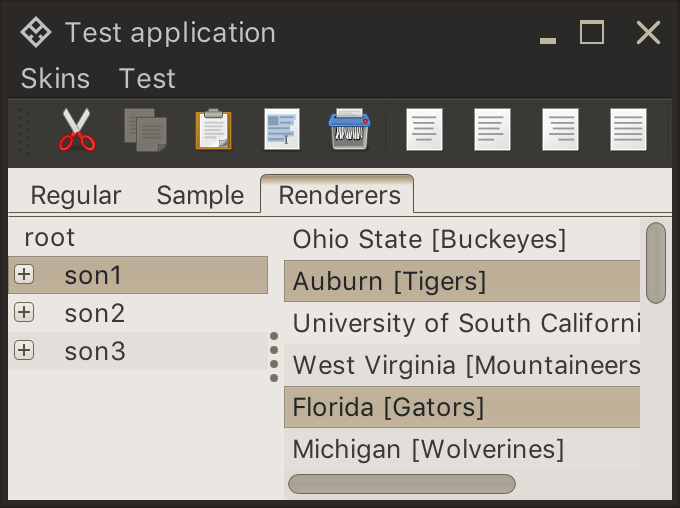 Test application
Skins Test
Regular Sample Renderers
root
son1
son2
son3
Ohio State [Buckeyes]
Auburn [Tigers]
University of South Californi
West Virginia [Mountaineers
Florida [Gators]
Michigan [Wolverines]